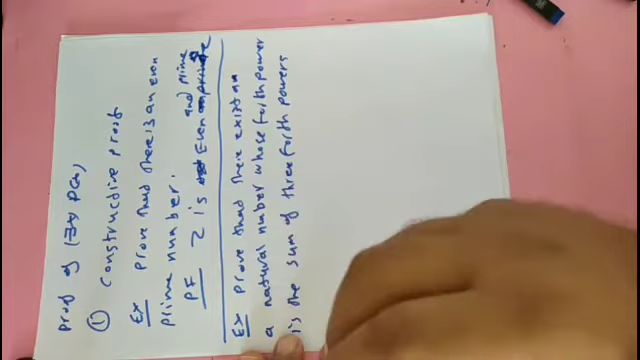 Proof of (∃x) P(x)
① constructive proof
Ex prove that there is an even
prime number.
PF 2 is even and prime
Ex Prove that there exist an
a natural number whose forth power
is the sum of three forth powers